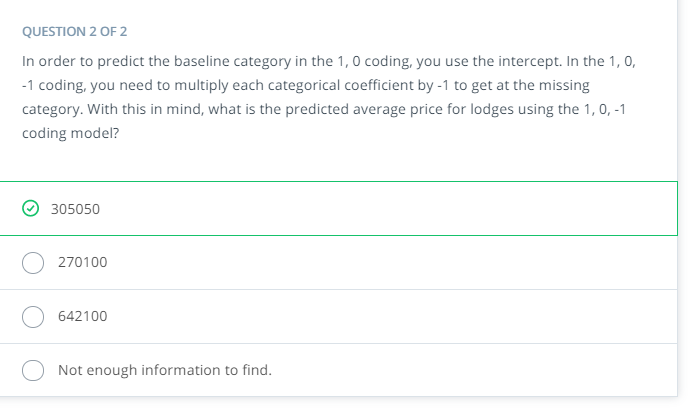 QUESTION 2 OF 2
In order to predict the baseline category in the 1, 0 coding, you use the intercept. In the 1, 0,
-1 coding, you need to multiply each categorical coefficient by -1 to get at the missing
category. With this in mind, what is the predicted average price for lodges using the 1, 0, -1
coding model?
305050
270100
642100
Not enough information to find.